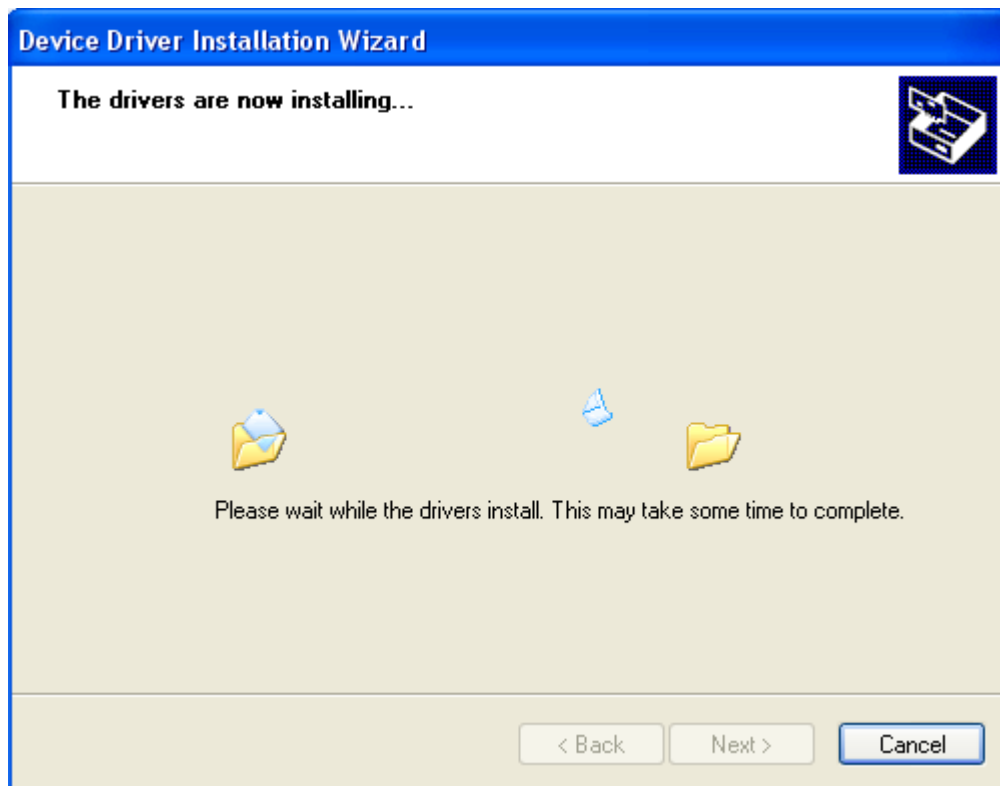 Device Driver Installation Wizard
The drivers are now installing...
Please wait while the drivers install. This may take some time to complete.
< Back
Next >
Cancel